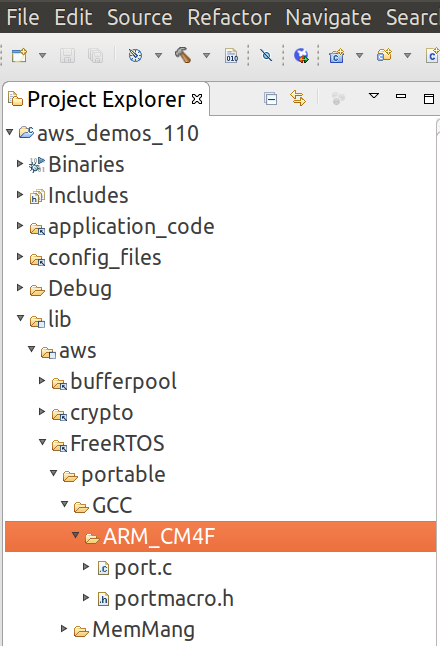 File Edit Source Refactor Navigate Searc
010
Project Explorer
aws_demos_110
Binaries
Includes
application_code
config_files
Debug
lib
aws
bufferpool
crypto
FreeRTOS
portable
GCC
ARM_CM4F
port.c
portmacro.h
MemMang